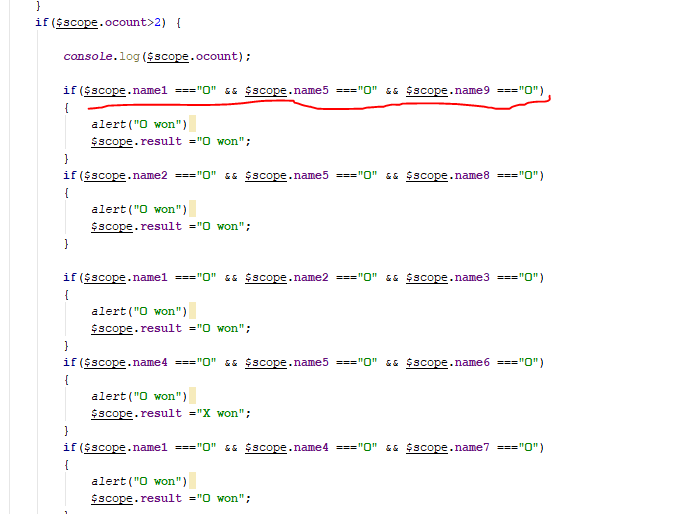 }
if($scope.ocount>2) {
console.log($scope.ocount);
if($scope.name1 ==="O" && $scope.name5 ==="O" && $scope.name9 ==="O")
{
alert("O won")
$scope.result ="O won";
}
if($scope.name2 ==="O" && $scope.name5 ==="O" && $scope.name8 ==="O")
{
alert("O won")
$scope.result ="O won";
}
if($scope.name1 ==="O" && $scope.name2 ==="O" && $scope.name3 ==="O")
{
alert("O won")
$scope.result ="O won";
}
if($scope.name4 ==="O" && $scope.name5 ==="O" && $scope.name6 ==="O")
{
alert("O won")
$scope.result ="X won";
}
if($scope.name1 ==="O" && $scope.name4 ==="O" && $scope.name7 ==="O")
{
alert("O won")
$scope.result ="O won";
}